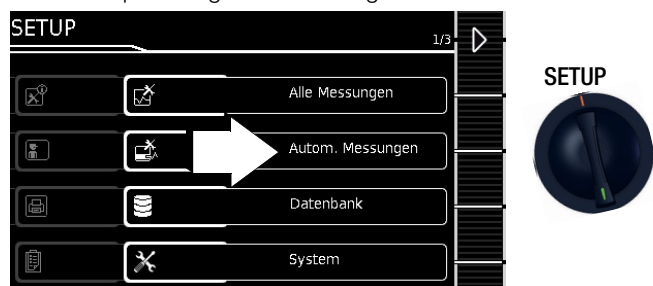 SETUP
1/3
SETUP
Alle Messungen
Autom. Messungen
Datenbank
System